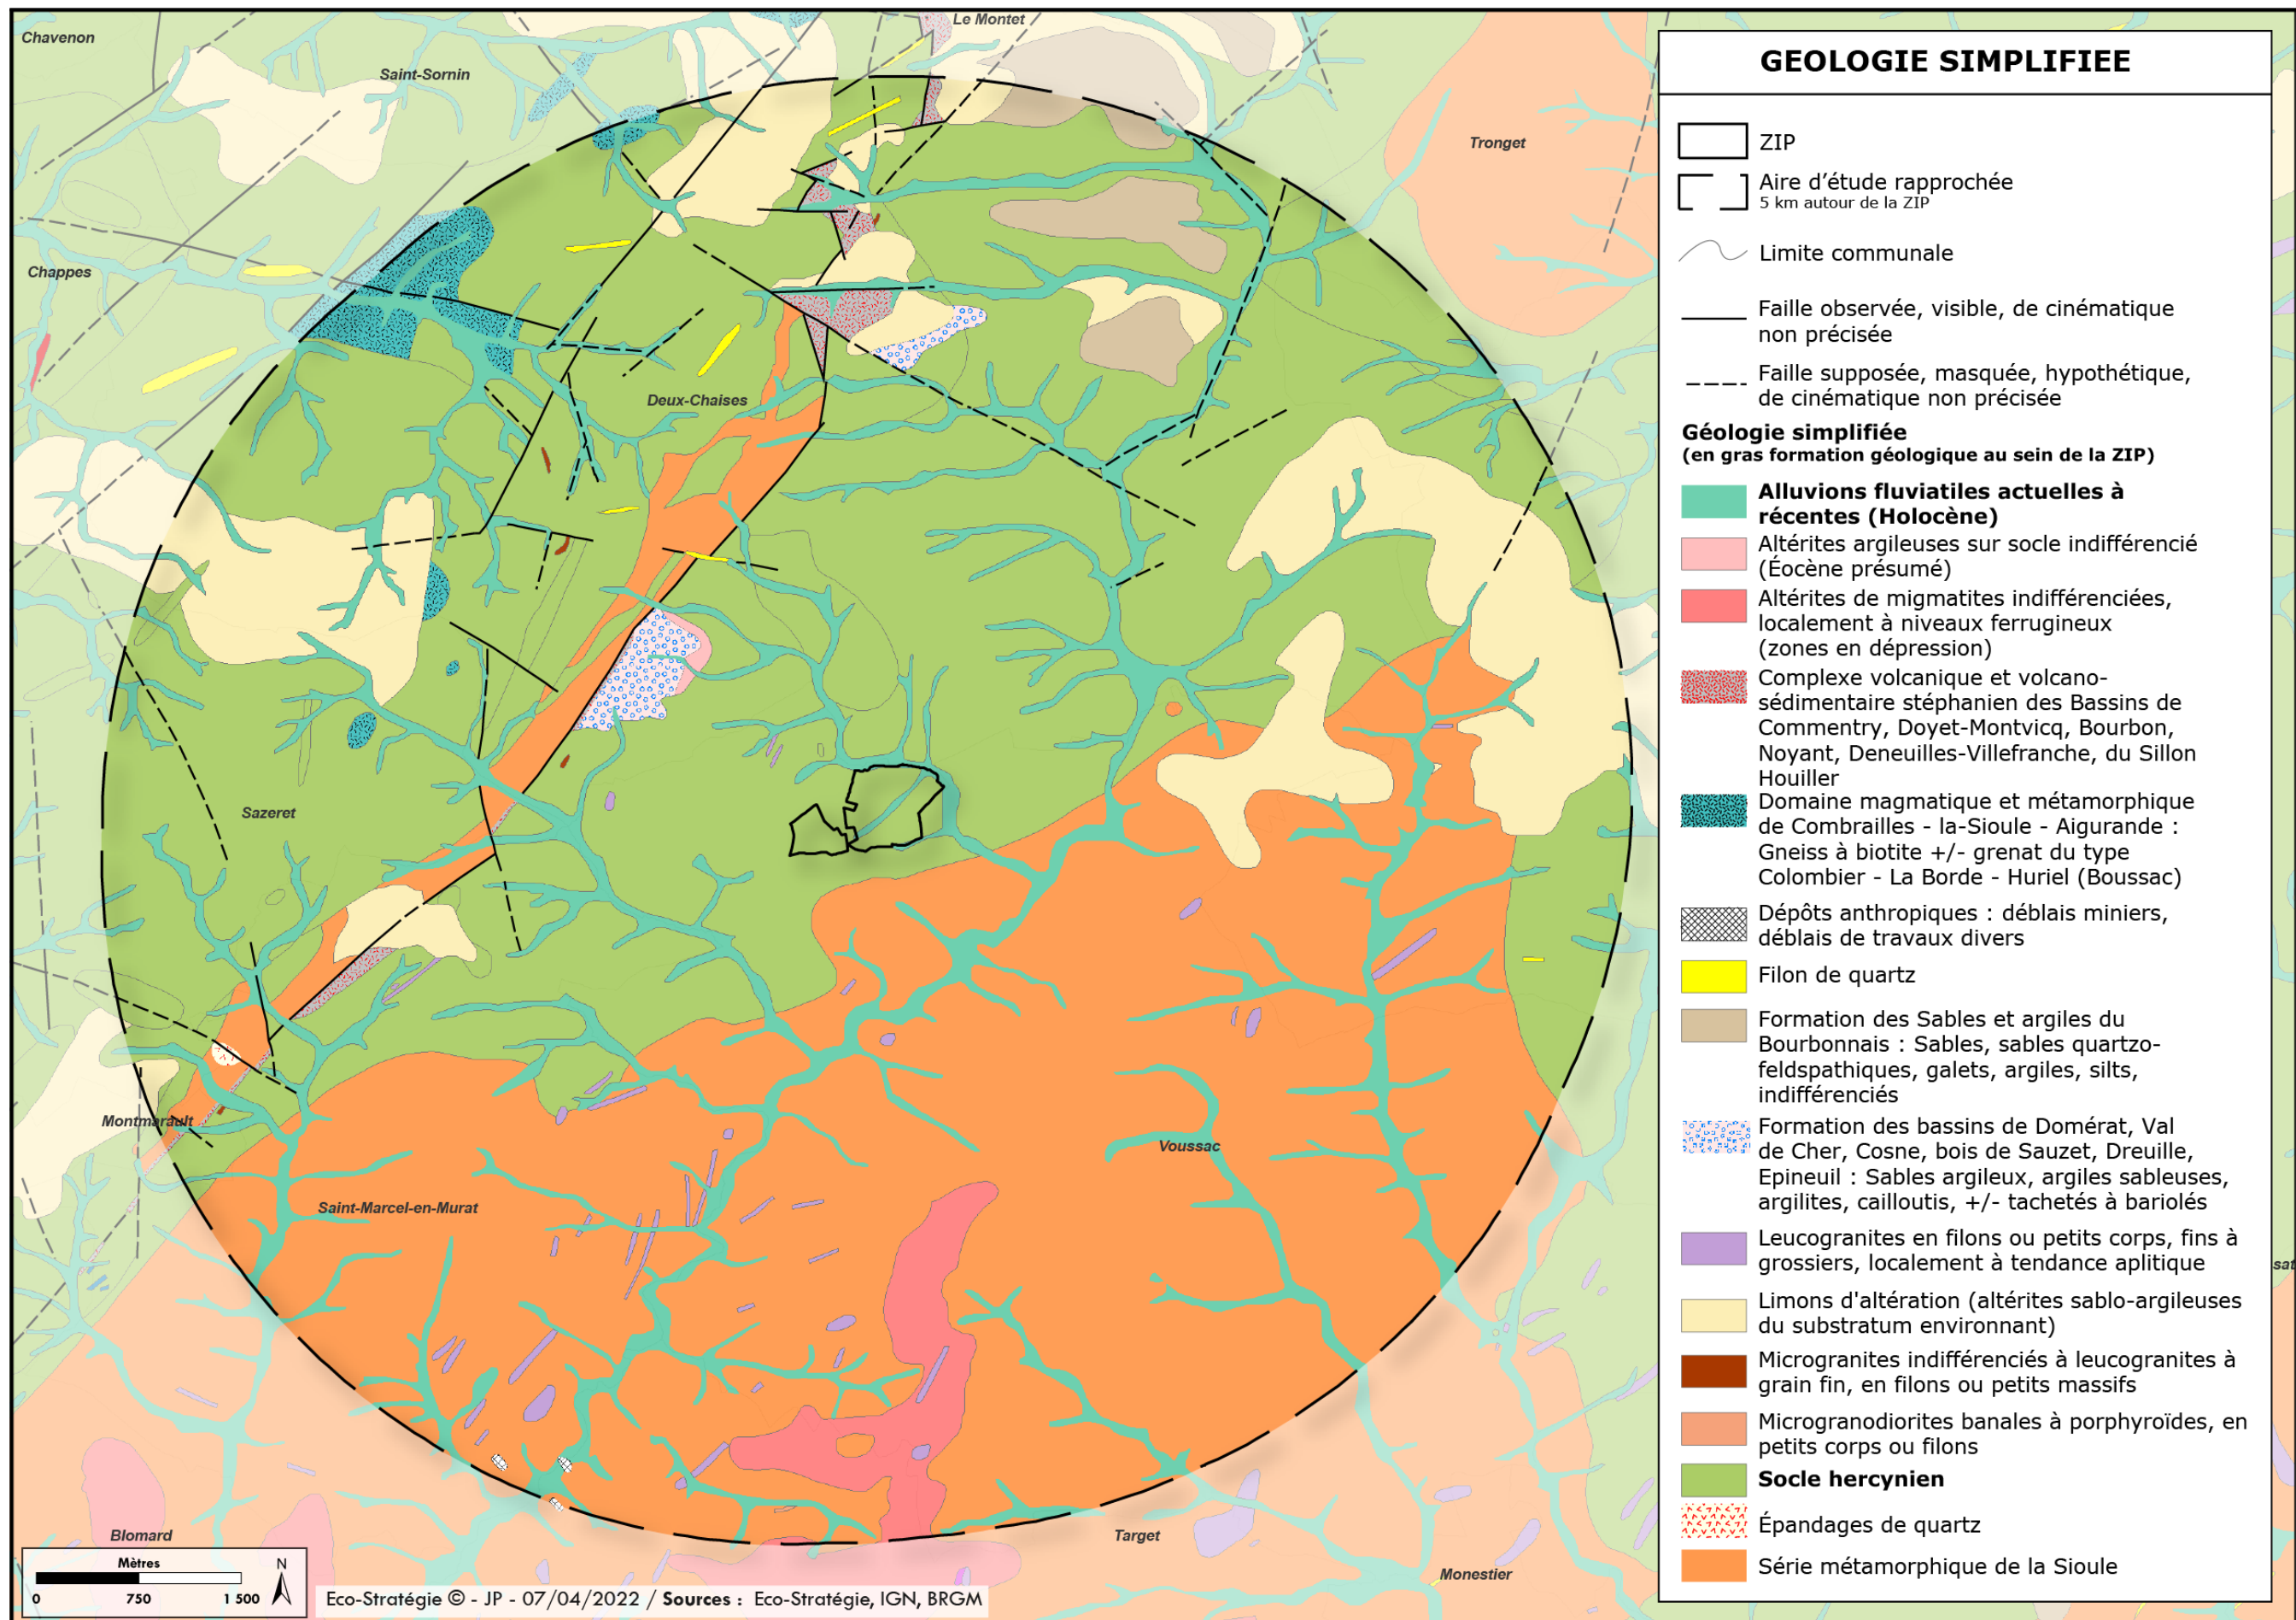 Chavenon
Le Montet
Saint-Sornin
Tronget
Chappes
Deux-Chaises
Sazeret
Montmarault
Voussac
Saint-Marcel-en-Murat
Blomard
Target
Monestier
sat
GEOLOGIE SIMPLIFIEE
ZIP
Aire d'étude rapprochée
5 km autour de la ZIP
Limite communale
Faille observée, visible, de cinématique
non précisée
Faille supposée, masquée, hypothétique,
de cinématique non précisée
Géologie simplifiée
(en gras formation géologique au sein de la ZIP)
Alluvions fluviatiles actuelles à
récentes (Holocène)
Altérites argileuses sur socle indifférencié
(Éocène présumé)
Altérites de migmatites indifférenciées,
localement à niveaux ferrugineux
(zones en dépression)
Complexe volcanique et volcano-
sédimentaire stéphanien des Bassins de
Commentry, Doyet-Montvicq, Bourbon,
Noyant, Deneuilles-Villefranche, du Sillon
Houiller
Domaine magmatique et métamorphique
de Combrailles - la-Sioule - Aigurande :
Gneiss à biotite +/- grenat du type
Colombier - La Borde - Huriel (Boussac)
Dépôts anthropiques : déblais miniers,
déblais de travaux divers
Filon de quartz
Formation des Sables et argiles du
Bourbonnais : Sables, sables quartzo-
feldspathiques, galets, argiles, silts,
indifférenciés
Formation des bassins de Domérat, Val
de Cher, Cosne, bois de Sauzet, Dreuille,
Epineuil : Sables argileux, argiles sableuses,
argilites, cailloutis, +/- tachetés à bariolés
Leucogranites en filons ou petits corps, fins à
grossiers, localement à tendance aplitique
Limons d'altération (altérites sablo-argileuses
du substratum environnant)
Microgranites indifférenciés à leucogranites à
grain fin, en filons ou petits massifs
Microgranodiorites banales à porphyroïdes, en
petits corps ou filons
Socle hercynien
Épandages de quartz
Série métamorphique de la Sioule
Mètres
N
0 750 1 500
Eco-Stratégie © - JP - 07/04/2022 / Sources : Eco-Stratégie, IGN, BRGM